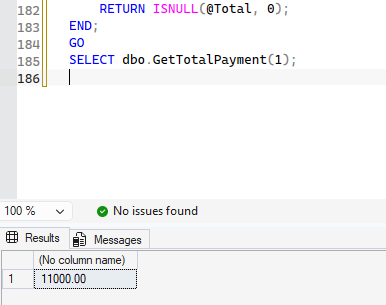 182 RETURN ISNULL(@Total, 0);
183 END;
184 GO
185 SELECT dbo.GetTotalPayment(1);
186
100 % No issues found
Results Messages
(No column name)
1 11000.00